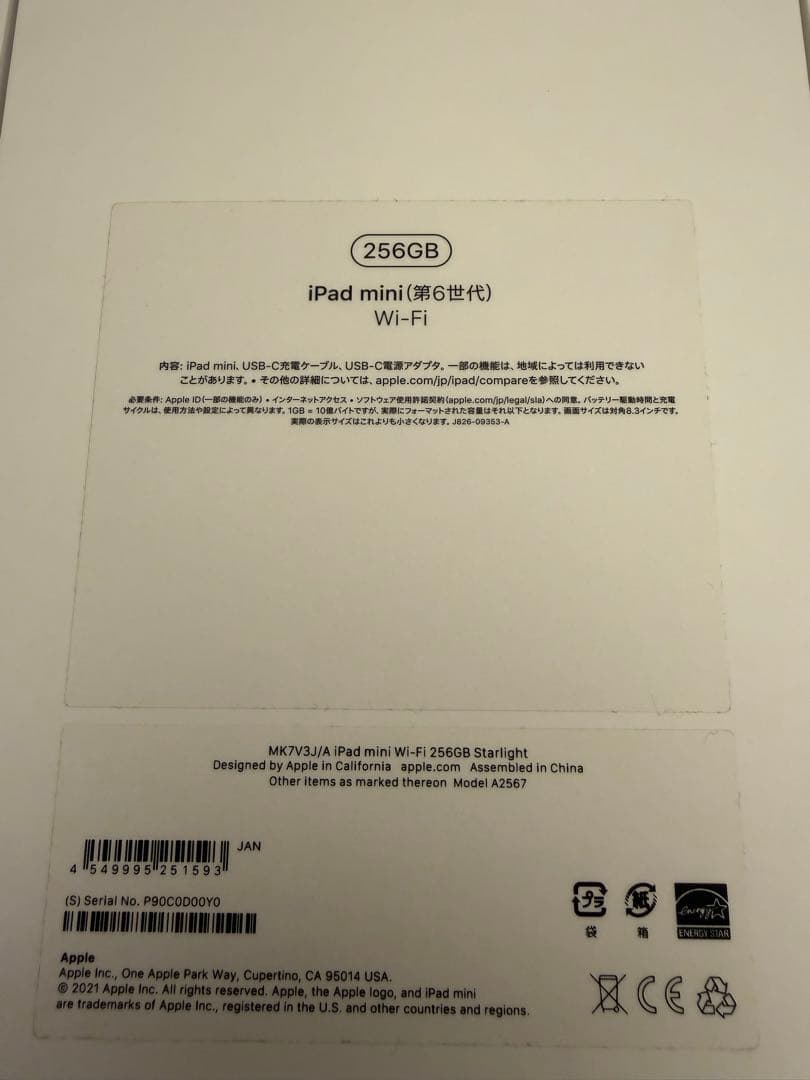 256GB
iPad mini(第6世代)
Wi-Fi
内容: iPad mini、USB-C充電ケーブル、USB-C電源アダプタ。一部の機能は、地域によっては利用できない
ことがあります。• その他の詳細については、apple.com/jp/ipad/compareを参照してください。
必要条件: Apple ID(一部の機能のみ) • インターネットアクセス • ソフトウェア使用許諾契約(apple.com/jp/legal/sla)への同意。バッテリー駆動時間と充電
サイクルは、使用方法や設定によって異なります。1GB = 10億バイトですが、実際にフォーマットされた容量はそれ以下となります。画面サイズは対角8.3インチです。
実際の表示サイズはこれよりも小さくなります。J826-09353-A
MK7V3J/A iPad mini Wi-Fi 256GB Starlight
Designed by Apple in California apple.com Assembled in China
Other items as marked thereon Model A2567
JAN
4 549995 251593
(S) Serial No. P90C0D00Y0
プラ
袋
紙
箱
energy
ENERGY STAR
Apple
Apple Inc., One Apple Park Way, Cupertino, CA 95014 USA.
© 2021 Apple Inc. All rights reserved. Apple, the Apple logo, and iPad mini
are trademarks of Apple Inc., registered in the U.S. and other countries and regions.
CE